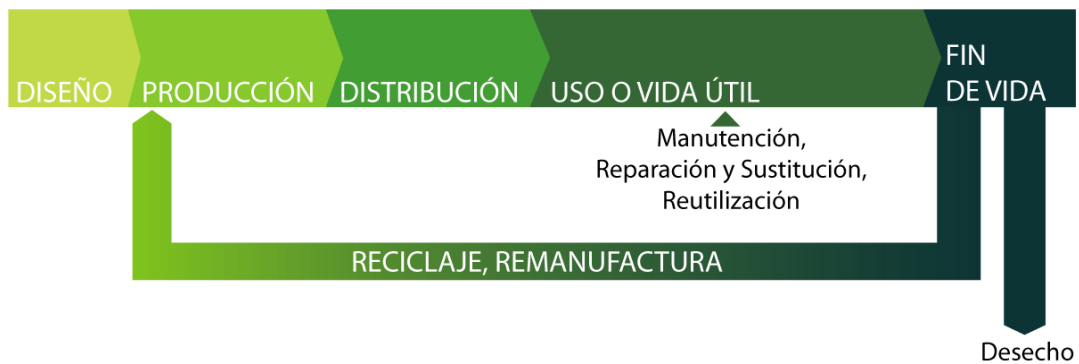 DISEÑO
PRODUCCIÓN
DISTRIBUCIÓN
USO O VIDA ÚTIL
FIN
DE VIDA
Manutención,
Reparación y Sustitución,
Reutilización
RECICLAJE, REMANUFACTURA
Desecho